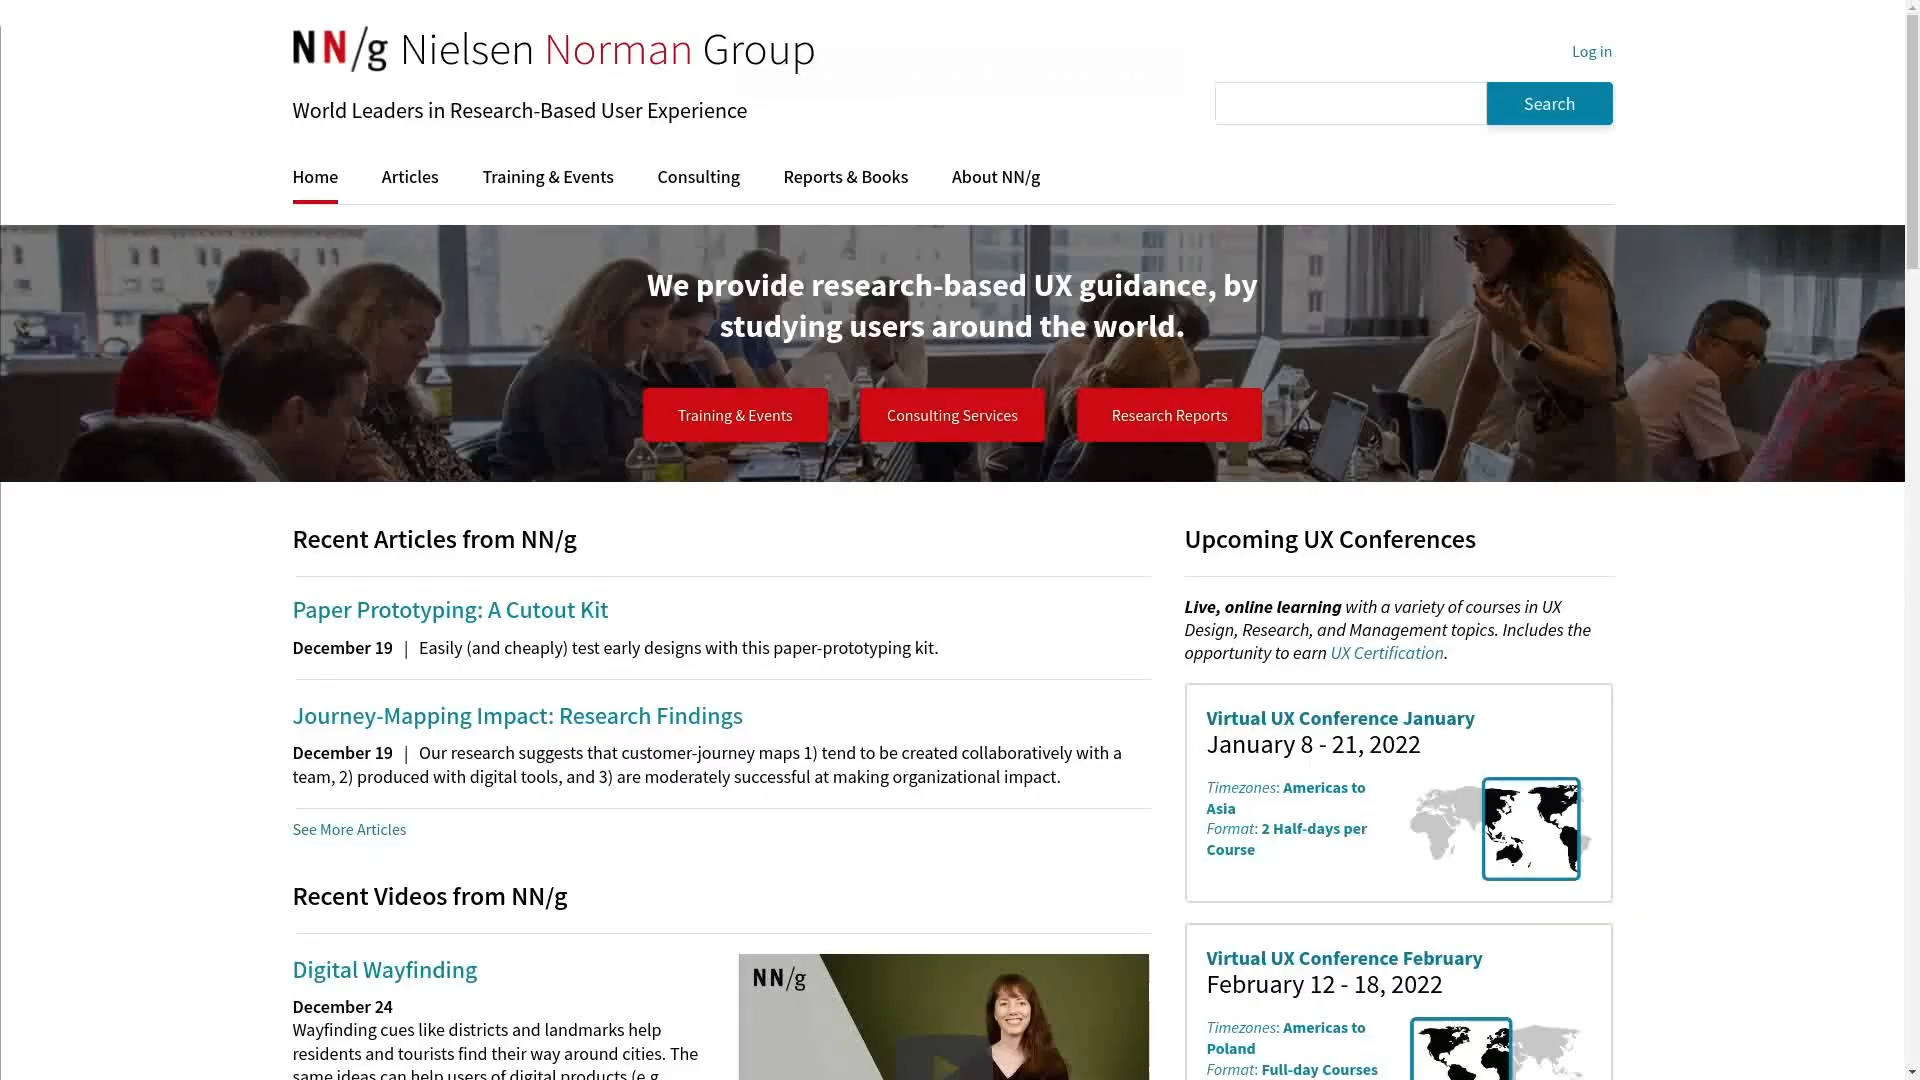 NN/g Nielsen Norman Group
Log in
Search
World Leaders in Research-Based User Experience
Home
Articles
Training & Events
Consulting
Reports & Books
About NN/g
We provide research-based UX guidance, by
studying users around the world.
Training & Events
Consulting Services
Research Reports
Recent Articles from NN/g
Paper Prototyping: A Cutout Kit
December 19 | Easily (and cheaply) test early designs with this paper-prototyping kit.
Journey-Mapping Impact: Research Findings
December 19 | Our research suggests that customer-journey maps 1) tend to be created collaboratively with a
team, 2) produced with digital tools, and 3) are moderately successful at making organizational impact.
See More Articles
Recent Videos from NN/g
Digital Wayfinding
December 24
Wayfinding cues like districts and landmarks help
residents and tourists find their way around cities. The
same ideas can help users of digital products (e.g.
NN/g
Upcoming UX Conferences
Live, online learning with a variety of courses in UX
Design, Research, and Management topics. Includes the
opportunity to earn UX Certification.
Virtual UX Conference January
January 8 - 21, 2022
Timezones: Americas to
Asia
Format: 2 Half-days per
Course
Virtual UX Conference February
February 12 - 18, 2022
Timezones: Americas to
Poland
Format: Full-day Courses